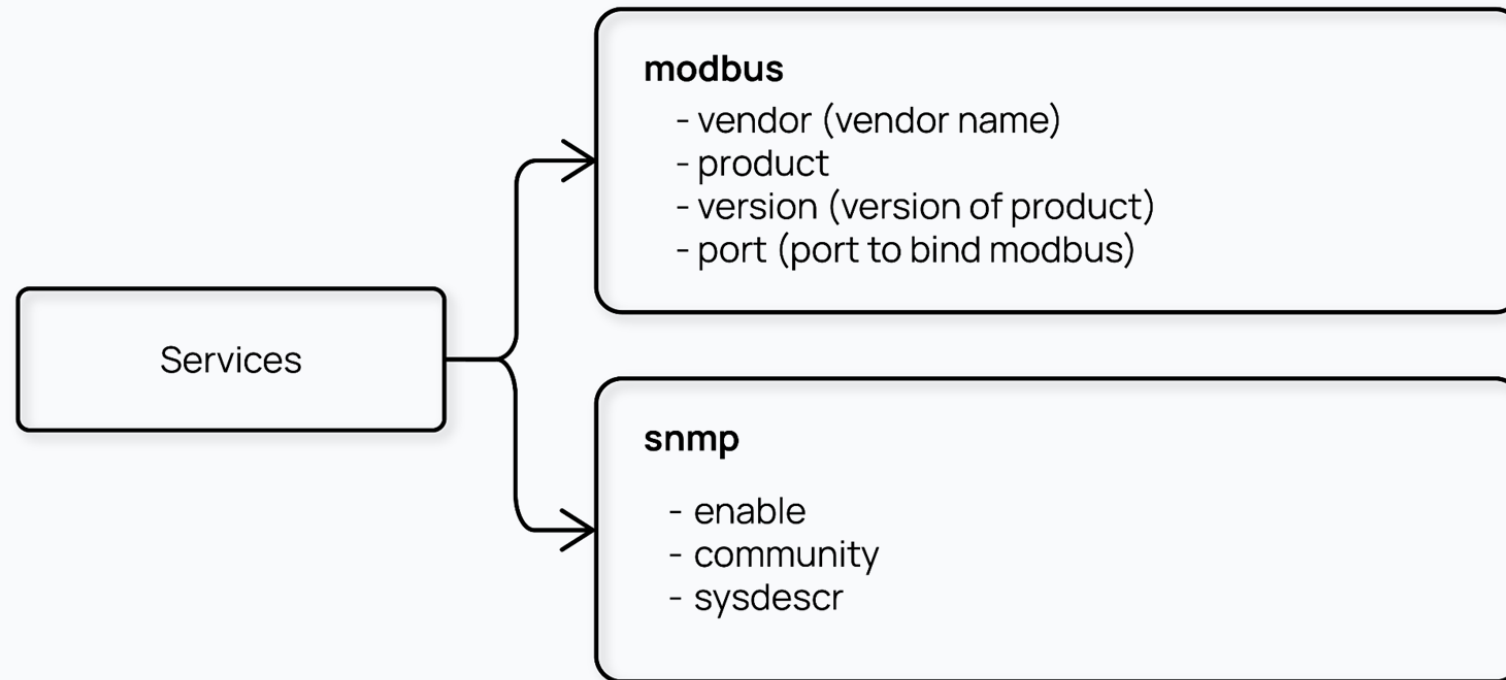 Services
modbus
- vendor (vendor name)
- product
- version (version of product)
- port (port to bind modbus)
snmp
- enable
- community
- sysdescr